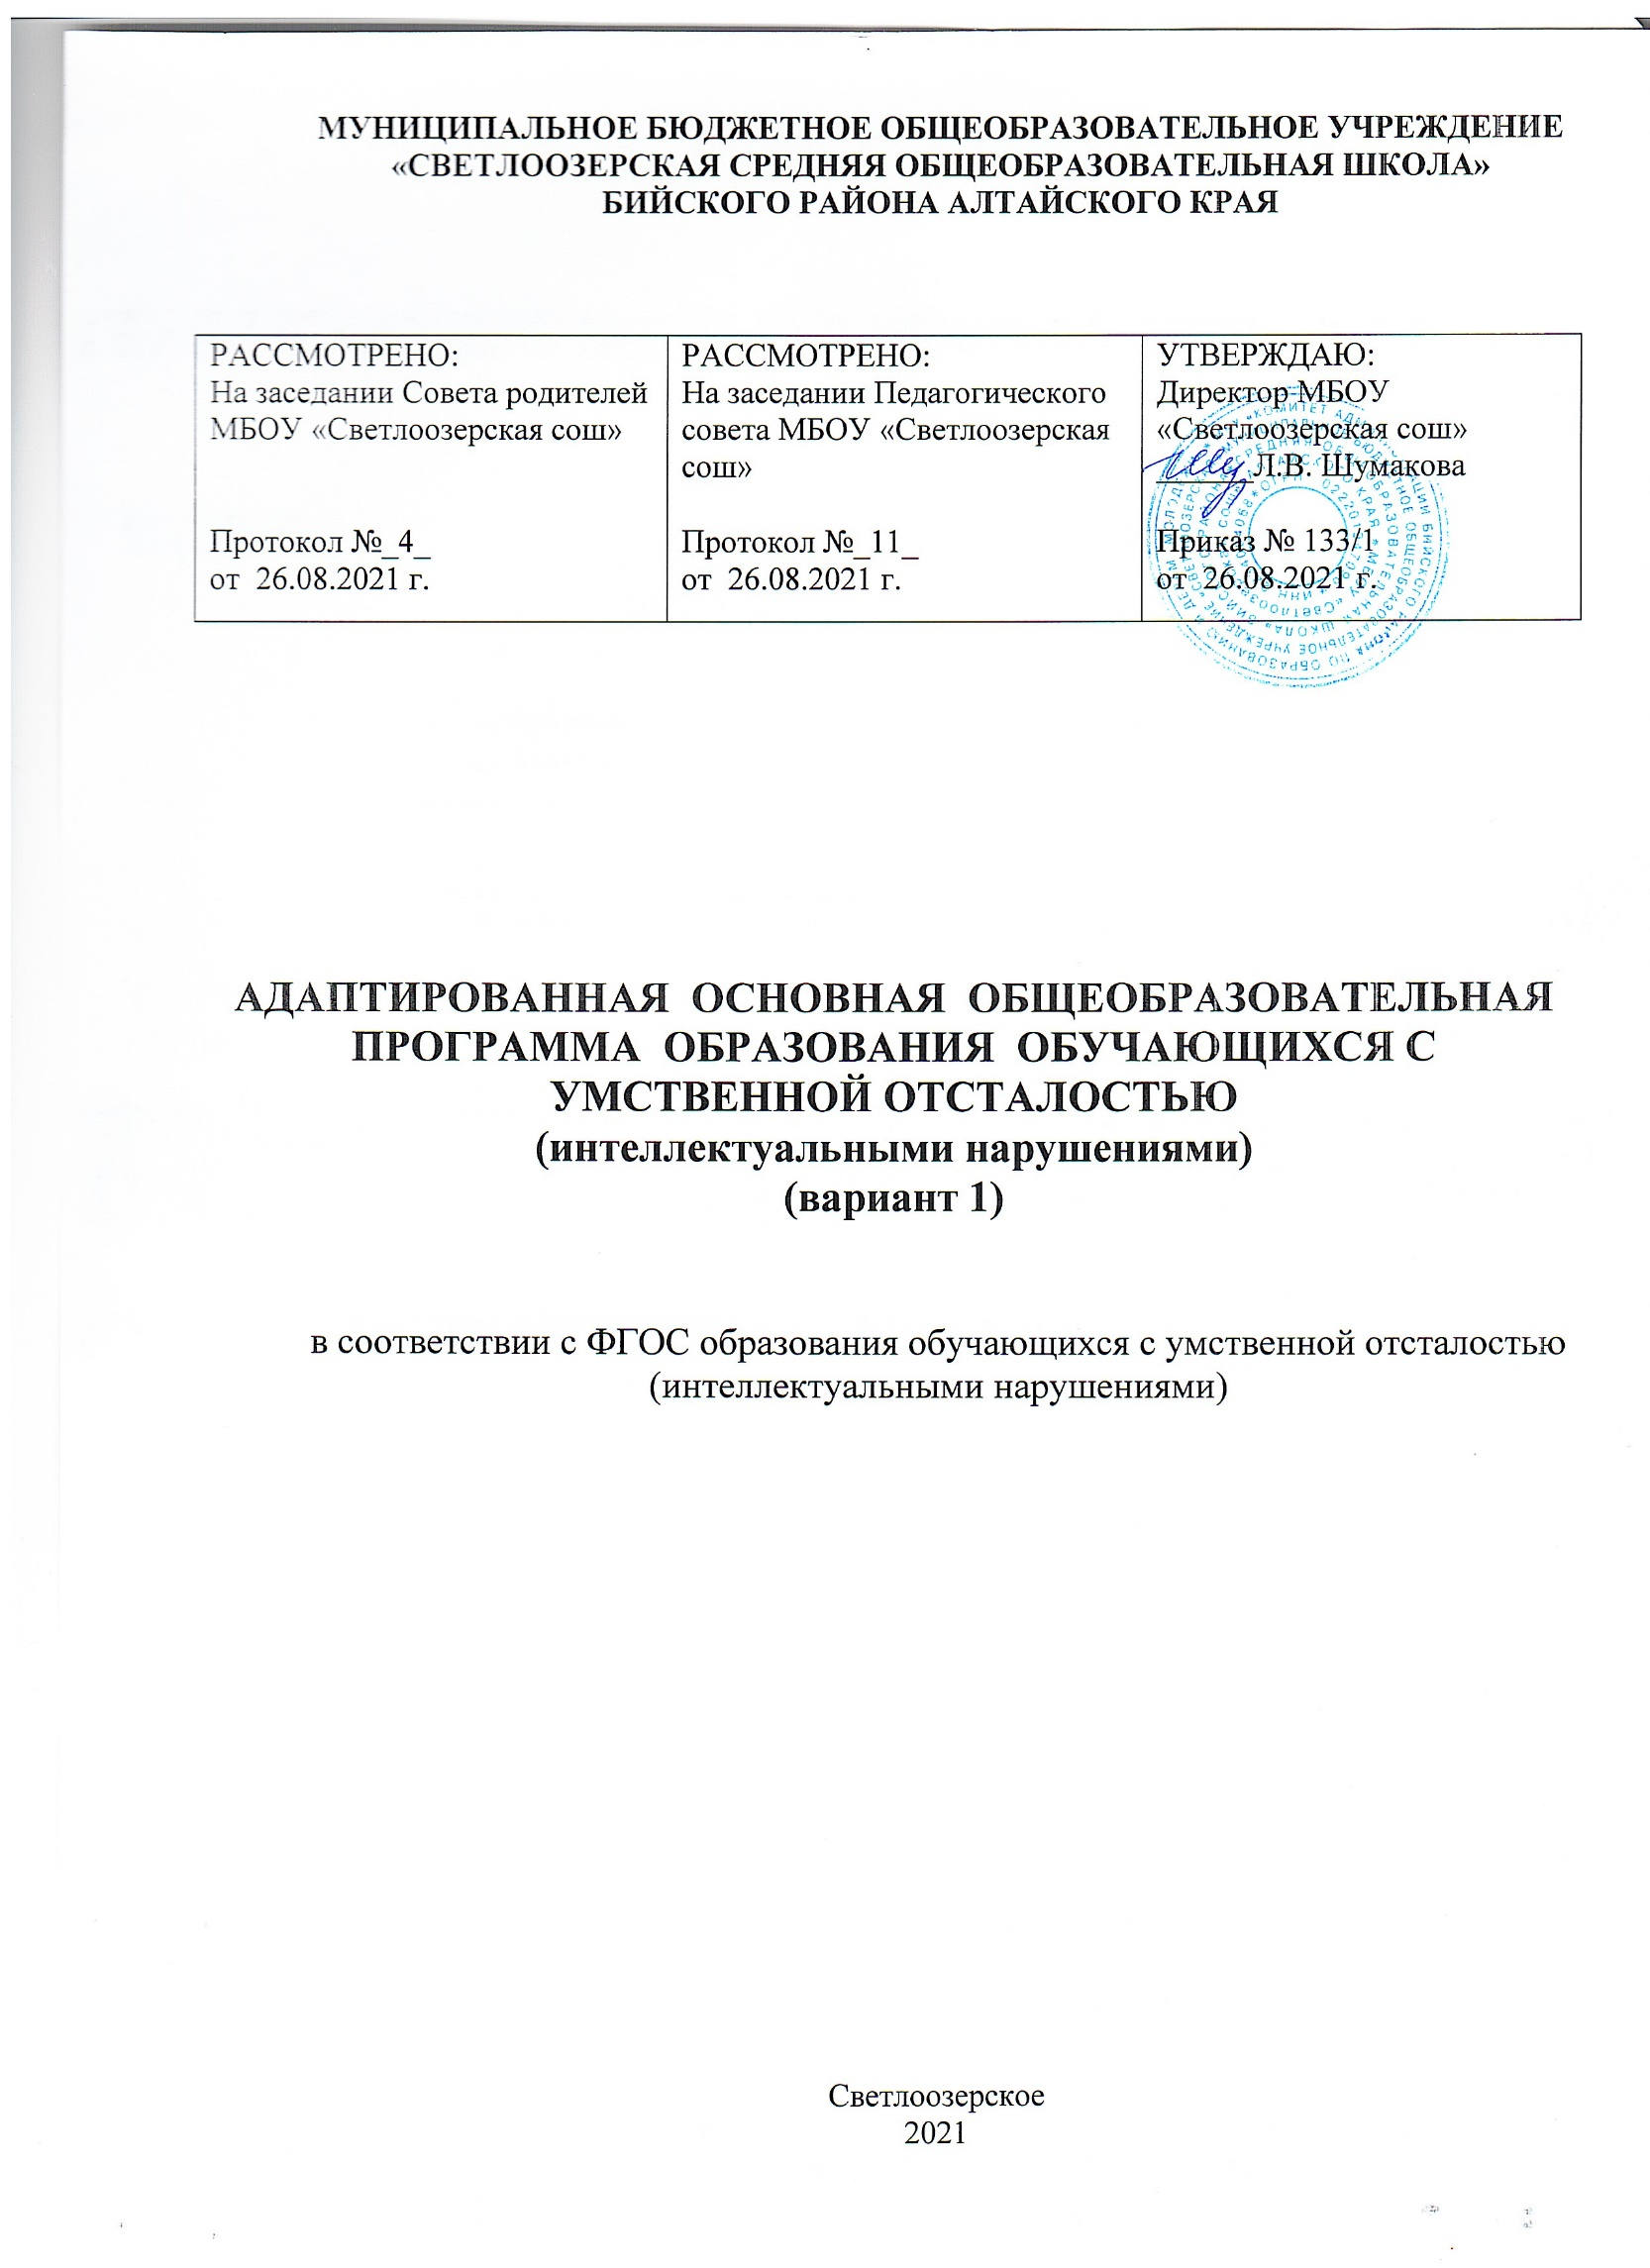 МУНИЦИПАЛЬНОЕ БЮДЖЕТНОЕ ОБЩЕОБРАЗОВАТЕЛЬНОЕ УЧРЕЖДЕНИЕ
«СВЕТЛООЗЕРСКАЯ СРЕДНЯЯ ОБЩЕОБРАЗОВАТЕЛЬНАЯ ШКОЛА»
БИЙСКОГО РАЙОНА АЛТАЙСКОГО КРАЯ
РАССМОТРЕНО:
На заседании Совета родителей
МБОУ «Светлоозерская сош»
Протокол №_4_
от 26.08.2021 г.
РАССМОТРЕНО:
На заседании Педагогического
совета МБОУ «Светлоозерская
сош»
Протокол №_11_
от 26.08.2021 г.
УТВЕРЖДАЮ:
Директор МБОУ
«Светлоозерская сош»
______Л.В. Шумакова
Приказ № 133/1
от 26.08.2021 г.
АДАПТИРОВАННАЯ ОСНОВНАЯ ОБЩЕОБРАЗОВАТЕЛЬНАЯ
ПРОГРАММА ОБРАЗОВАНИЯ ОБУЧАЮЩИХСЯ С
УМСТВЕННОЙ ОТСТАЛОСТЬЮ
(интеллектуальными нарушениями)
(вариант 1)
в соответствии с ФГОС образования обучающихся с умственной отсталостью
(интеллектуальными нарушениями)
Светлоозерское
2021